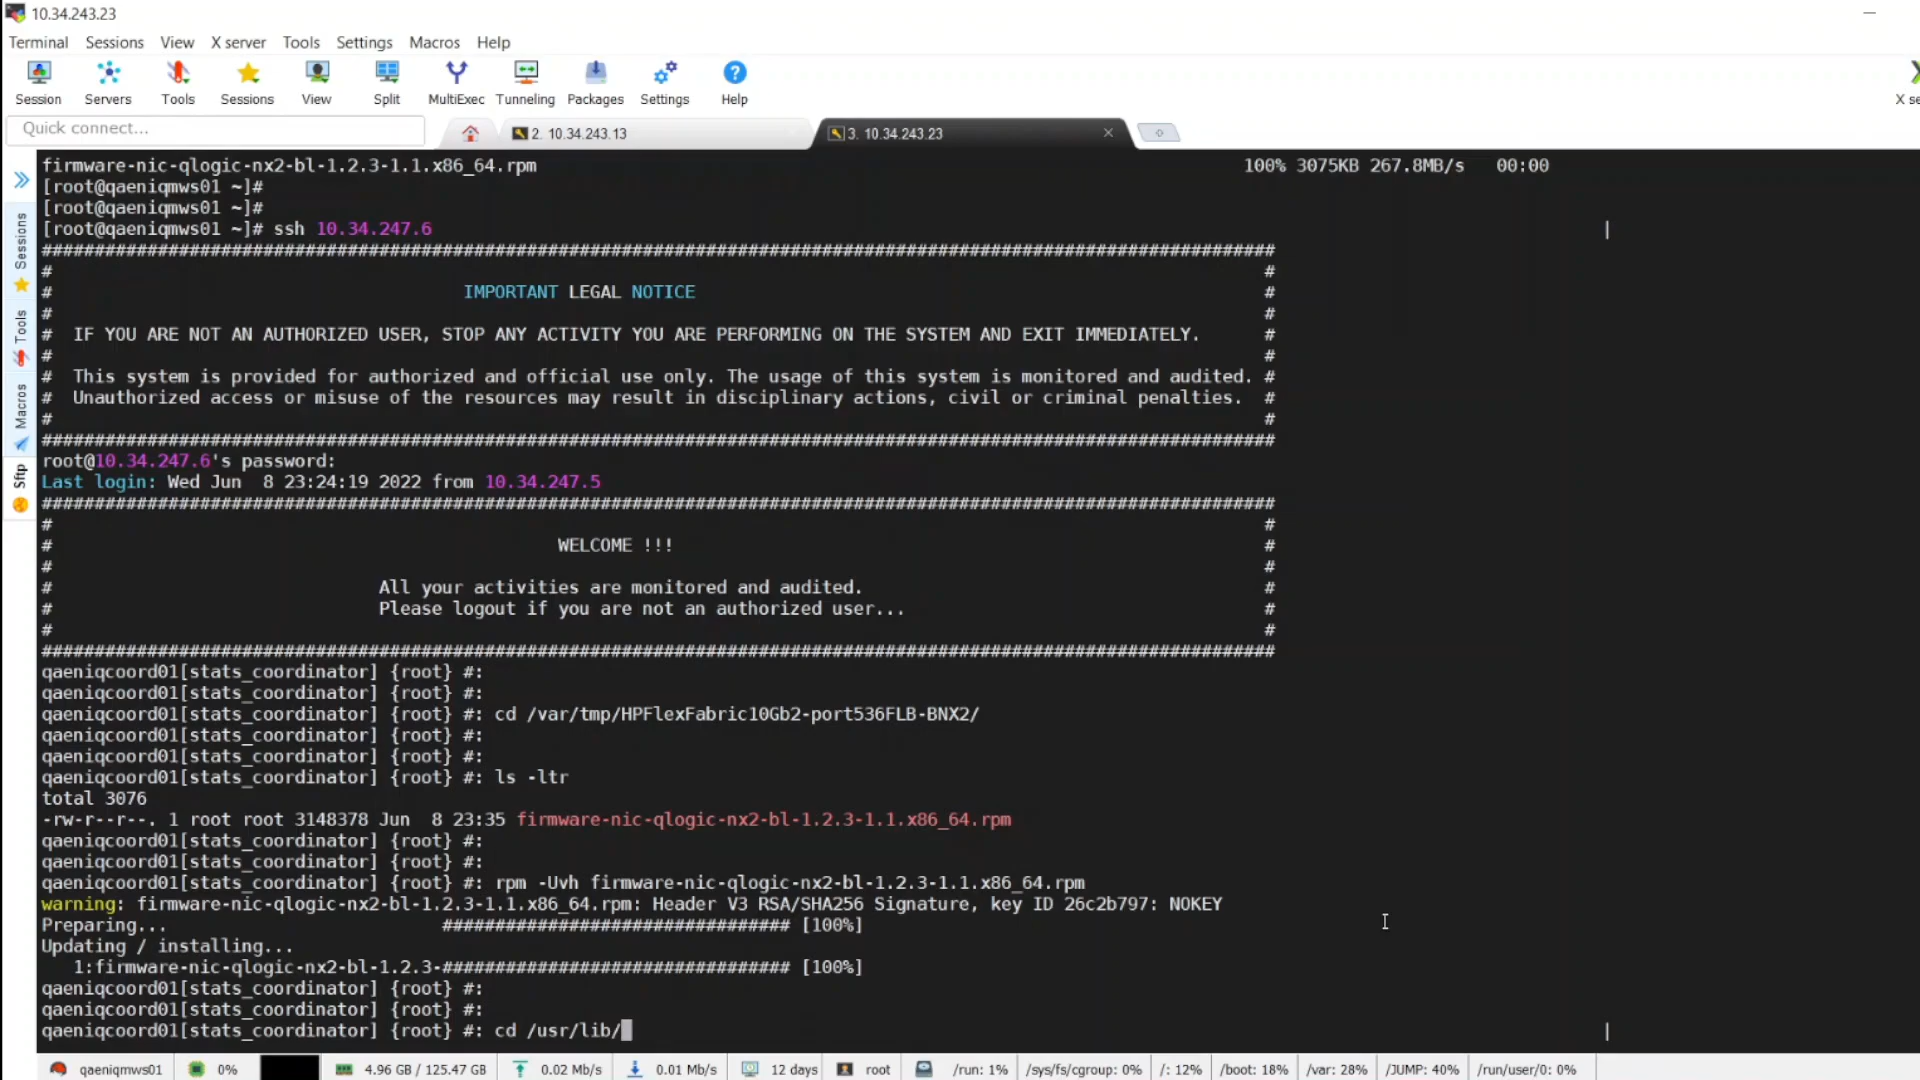 10.34.243.23
Terminal Sessions View X server Tools Settings Macros Help
Session Servers Tools Sessions View Split MultiExec Tunneling Packages Settings Help X se
Quick connect... 2. 10.34.243.13 3. 10.34.243.23
Sessions
Tools
Macros
Sftp
firmware-nic-qlogic-nx2-bl-1.2.3-1.1.x86_64.rpm 100% 3075KB 267.8MB/s 00:00
[root@qaeniqmws01 ~]#
[root@qaeniqmws01 ~]#
[root@qaeniqmws01 ~]# ssh 10.34.247.6
#####################################################################################################################
# #
# IMPORTANT LEGAL NOTICE #
# #
# IF YOU ARE NOT AN AUTHORIZED USER, STOP ANY ACTIVITY YOU ARE PERFORMING ON THE SYSTEM AND EXIT IMMEDIATELY. #
# #
# This system is provided for authorized and official use only. The usage of this system is monitored and audited. #
# Unauthorized access or misuse of the resources may result in disciplinary actions, civil or criminal penalties. #
# #
#####################################################################################################################
root@10.34.247.6's password:
Last login: Wed Jun 8 23:24:19 2022 from 10.34.247.5
#####################################################################################################################
# #
# WELCOME !!! #
# #
# All your activities are monitored and audited. #
# Please logout if you are not an authorized user... #
# #
#####################################################################################################################
qaeniqcoord01[stats_coordinator] {root} #:
qaeniqcoord01[stats_coordinator] {root} #:
qaeniqcoord01[stats_coordinator] {root} #: cd /var/tmp/HPFlexFabric10Gb2-port536FLB-BNX2/
qaeniqcoord01[stats_coordinator] {root} #:
qaeniqcoord01[stats_coordinator] {root} #:
qaeniqcoord01[stats_coordinator] {root} #: ls -ltr
total 3076
-rw-r--r--. 1 root root 3148378 Jun 8 23:35 firmware-nic-qlogic-nx2-bl-1.2.3-1.1.x86_64.rpm
qaeniqcoord01[stats_coordinator] {root} #:
qaeniqcoord01[stats_coordinator] {root} #:
qaeniqcoord01[stats_coordinator] {root} #: rpm -Uvh firmware-nic-qlogic-nx2-bl-1.2.3-1.1.x86_64.rpm
warning: firmware-nic-qlogic-nx2-bl-1.2.3-1.1.x86_64.rpm: Header V3 RSA/SHA256 Signature, key ID 26c2b797: NOKEY
Preparing... ################################# [100%]
Updating / installing...
1:firmware-nic-qlogic-nx2-bl-1.2.3-################################# [100%]
qaeniqcoord01[stats_coordinator] {root} #:
qaeniqcoord01[stats_coordinator] {root} #:
qaeniqcoord01[stats_coordinator] {root} #: cd /usr/lib/
qaeniqmws01 0% 4.96 GB / 125.47 GB 0.02 Mb/s 0.01 Mb/s 12 days root /run: 1% /sys/fs/cgroup: 0% /: 12% /boot: 18% /var: 28% /JUMP: 40% /run/user/0: 0%